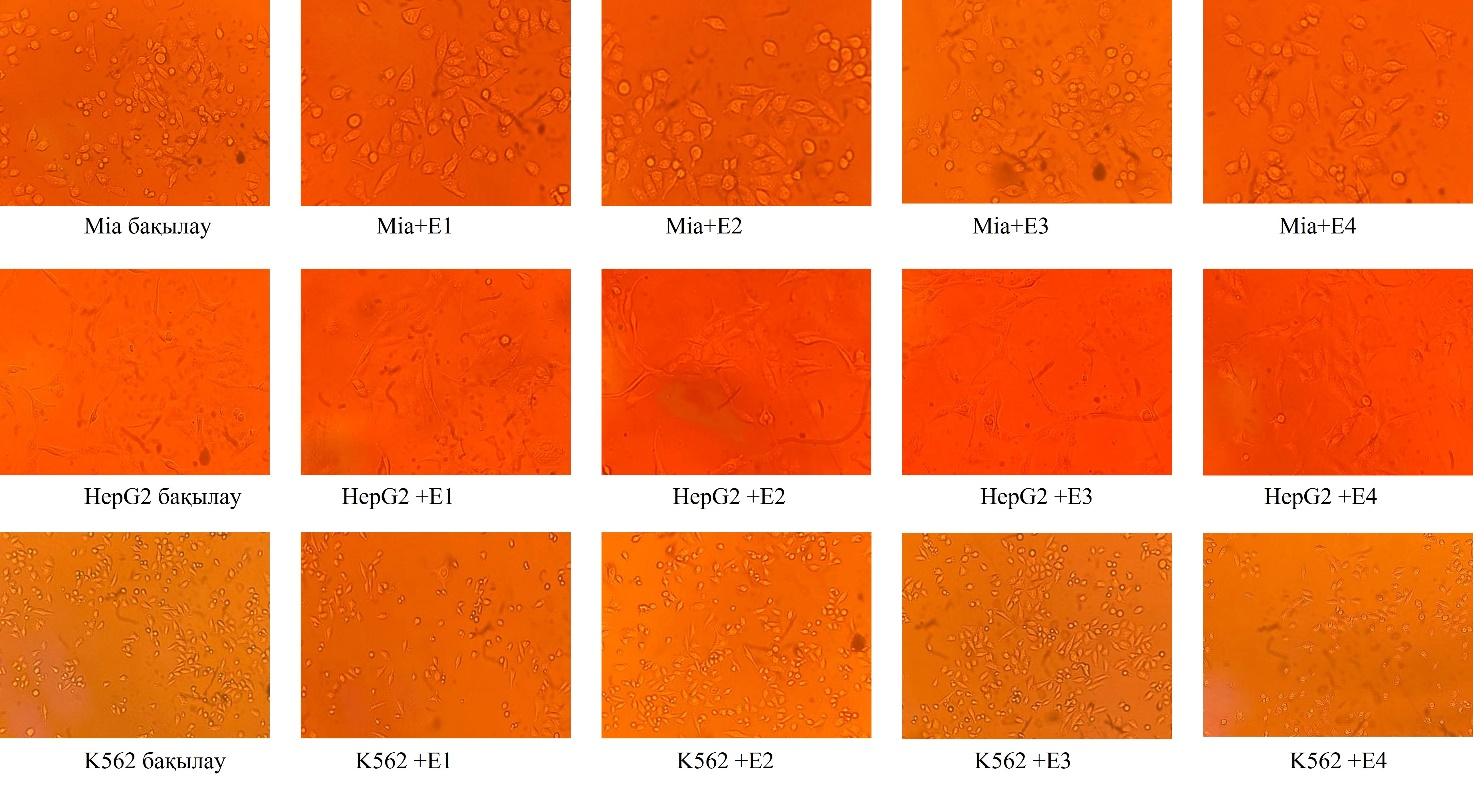 Mia бақылау
Mia+E1
Mia+E2
Mia+E3
Mia+E4
HepG2 бақылау
HepG2 +E1
HepG2 +E2
HepG2 +E3
HepG2 +E4
K562 бақылау
K562 +E1
K562 +E2
K562 +E3
K562 +E4